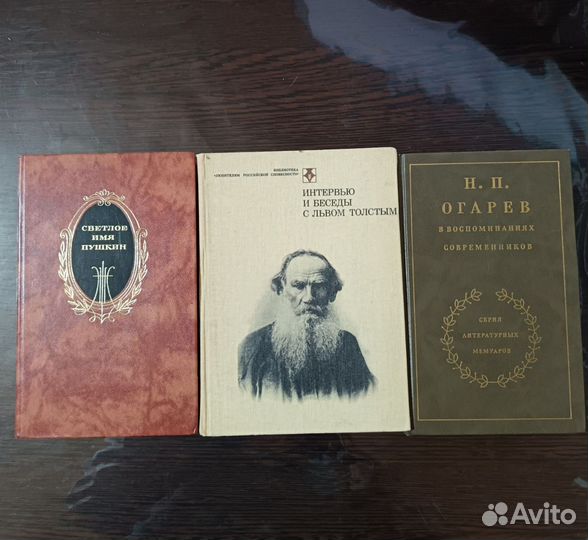 СВЕТЛОЕ
ИМЯ
ПУШКИН
БИБЛИОТЕКА
«ЛЮБИТЕЛЯМ РОССИЙСКОЙ СЛОВЕСНОСТИ»
ИНТЕРВЬЮ
И БЕСЕДЫ
С ЛЬВОМ ТОЛСТЫМ
Н. П.
ОГАРЕВ
В ВОСПОМИНАНИЯХ
СОВРЕМЕННИКОВ
СЕРИЯ
ЛИТЕРАТУРНЫХ
МЕМУАРОВ
Avito